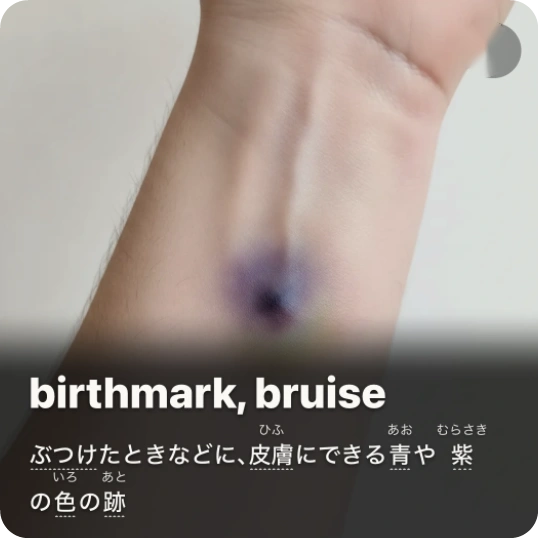 birthmark, bruise
ひふ あお むらさき
ぶつけたときなどに、皮膚にできる青や 紫
いろ あと
の色の跡